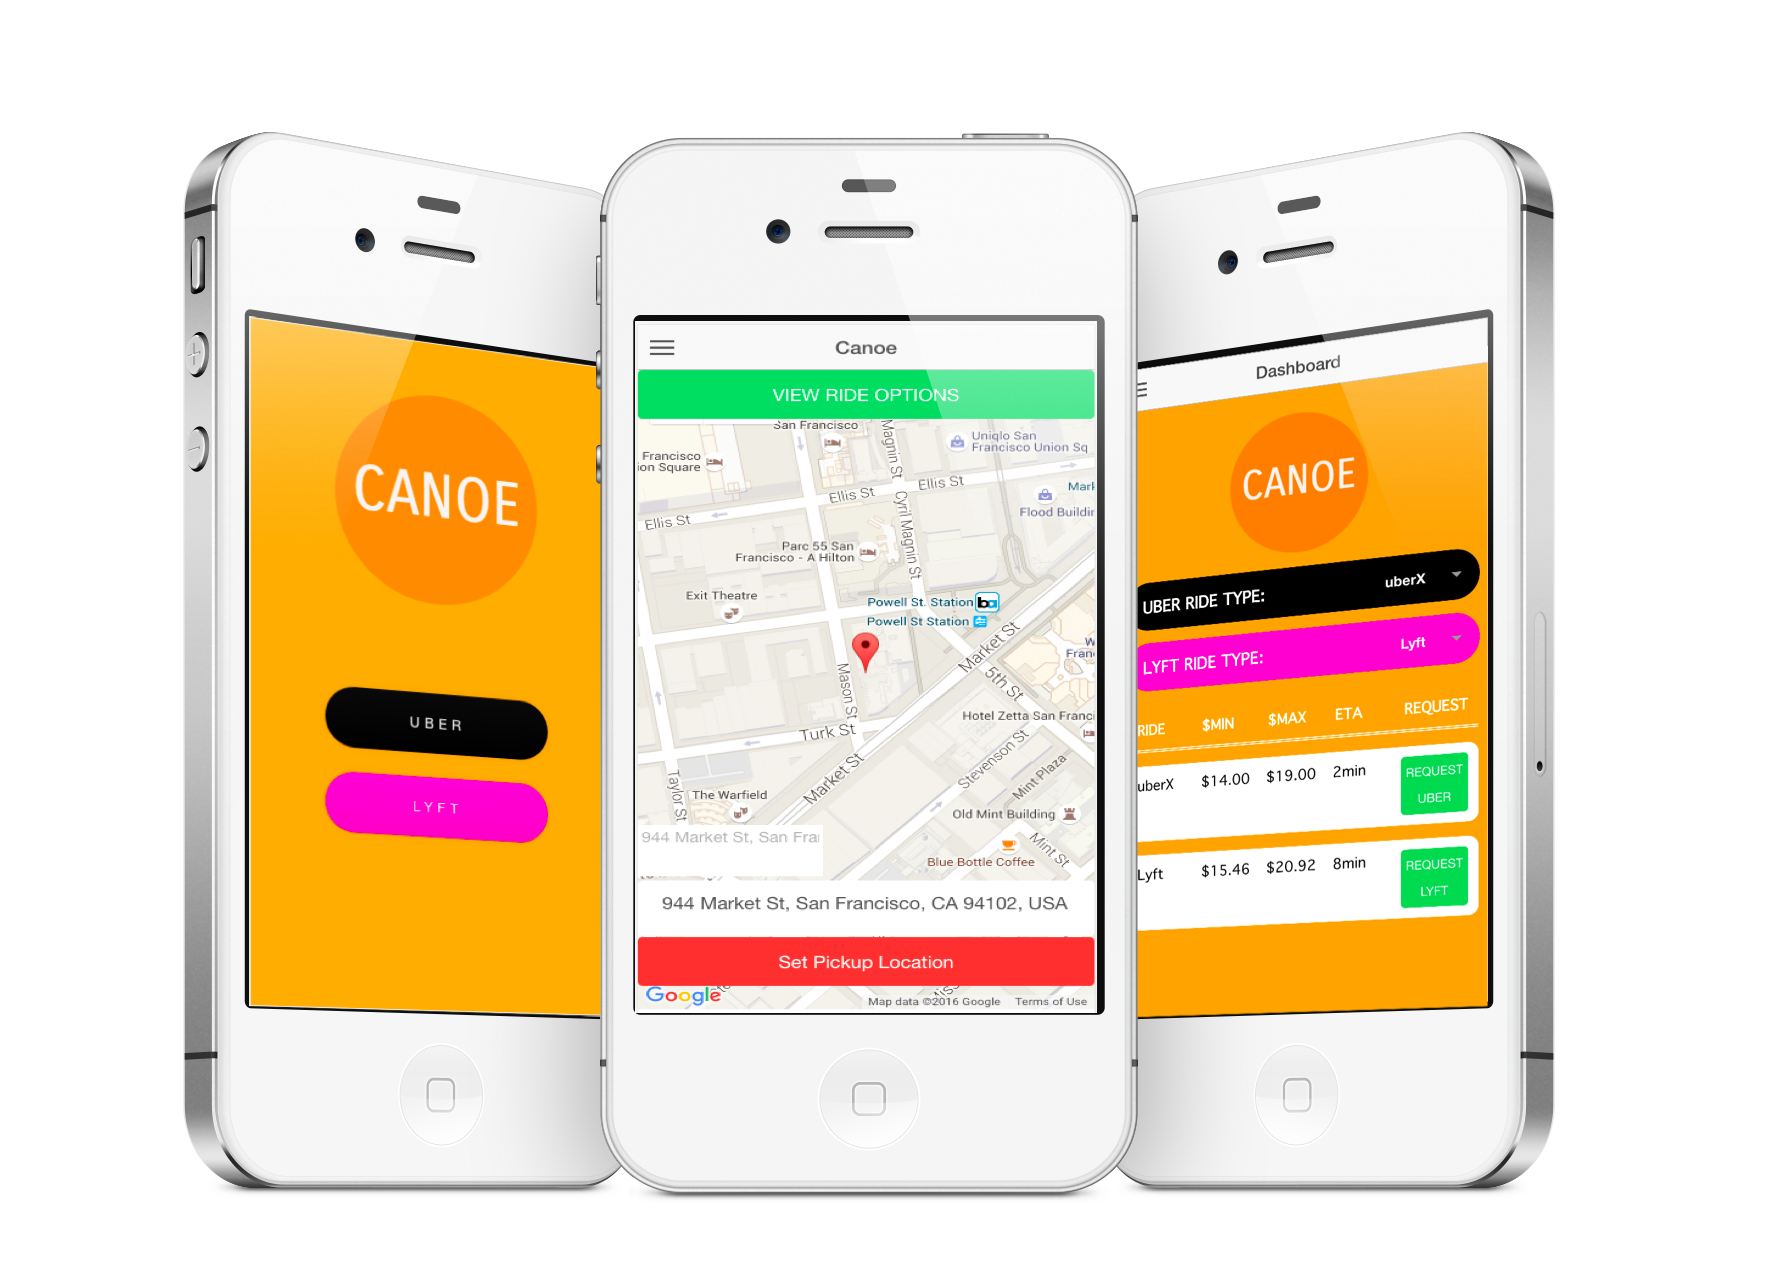 CANOE
UBER
LYFT
Canoe
VIEW RIDE OPTIONS
San Francisco
Magnin St
Uniqlo San
Francisco Union Sq
Francisco
ion Square
Ellis St
Ellis St
Ellis St
Cyril Magnin St
Mark
Flood Buildin
Parc 55 San
Francisco - A Hilton
Exit Theatre
Powell St. Station
Powell St Station
Market St
5th St
W
Franc
Mason St
Hotel Zetta San Franci
Turk St
Market St
Stevenson St
Mint Plaza
Taylor St
The Warfield
Old Mint Building
Mint St
944 Market St, San Fra
Blue Bottle Coffee
944 Market St, San Francisco, CA 94102, USA
Set Pickup Location
Google
Map data ©2016 Google Terms of Use
Dashboard
CANOE
UBER RIDE TYPE: uberX
LYFT RIDE TYPE: Lyft
RIDE $MIN $MAX ETA REQUEST
uberX $14.00 $19.00 2min REQUEST
UBER
Lyft $15.46 $20.92 8min REQUEST
LYFT